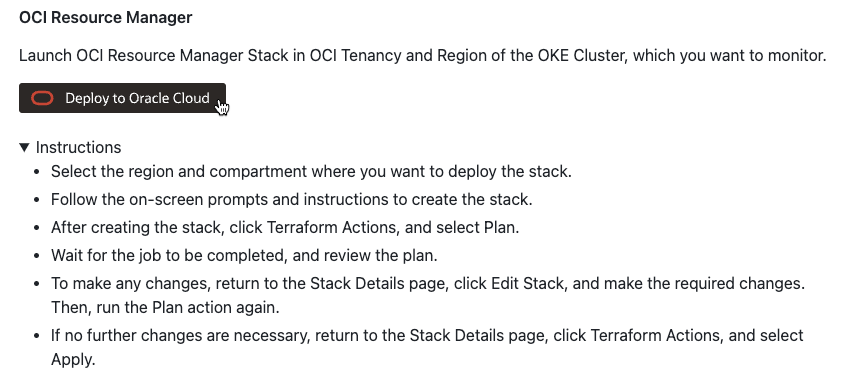 OCI Resource Manager
Launch OCI Resource Manager Stack in OCI Tenancy and Region of the OKE Cluster, which you want to monitor.
Deploy to Oracle Cloud
▼ Instructions
• Select the region and compartment where you want to deploy the stack.
• Follow the on-screen prompts and instructions to create the stack.
• After creating the stack, click Terraform Actions, and select Plan.
• Wait for the job to be completed, and review the plan.
• To make any changes, return to the Stack Details page, click Edit Stack, and make the required changes.
Then, run the Plan action again.
• If no further changes are necessary, return to the Stack Details page, click Terraform Actions, and select
Apply.